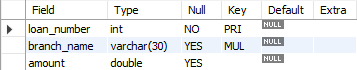 Field Type Null Key Default Extra
loan_number int NO PRI NULL
branch_name varchar(30) YES MUL NULL
amount double YES NULL